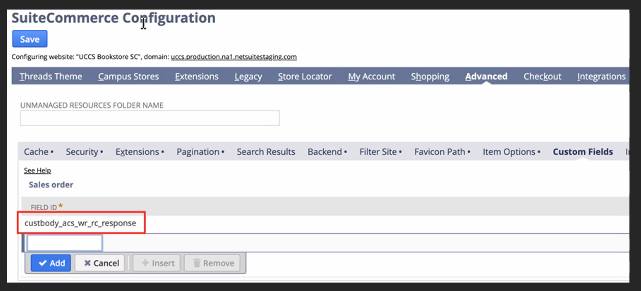 SuiteCommerce Configuration
Save
Configuring website: "UCCS Bookstore SC", domain: uccs.production.na1.netsuitestaging.com
Threads Theme Campus Stores Extensions Legacy Store Locator My Account Shopping Advanced Checkout Integrations
UNMANAGED RESOURCES FOLDER NAME
Cache • Security • Extensions • Pagination • Search Results Backend • Filter Site • Favicon Path • Item Options • Custom Fields
See Help
Sales order
FIELD ID *
custbody_acs_wr_rc_response
Add Cancel Insert Remove